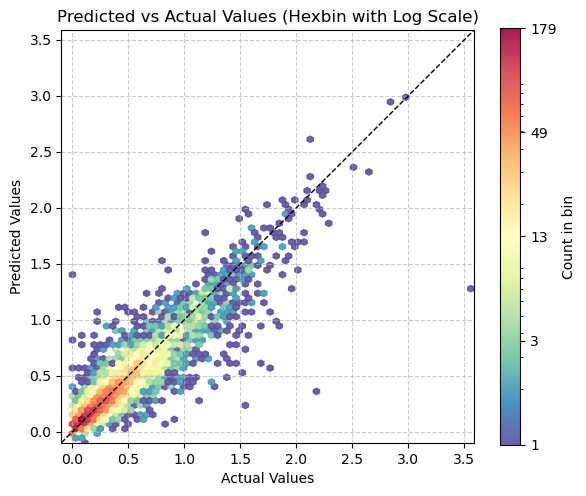 Predicted vs Actual Values (Hexbin with Log Scale)
3.5
3.0
2.5
2.0
1.5
1.0
0.5
0.0
Predicted Values
0.0 0.5 1.0 1.5 2.0 2.5 3.0 3.5
Actual Values
179
49
13
3
1
Count in bin